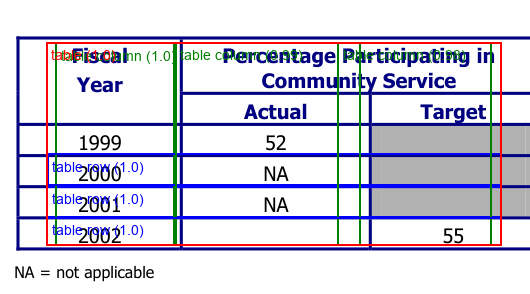 Fiscal Year
Percentage Participating in
Community Service
Actual Target
1999 52
2000 NA
2001 NA
2002 55
NA = not applicable
table (1.0)
table column (1.0)
table column (0.99)
table column (0.98)
table row (1.0)
table row (1.0)
table row (1.0)